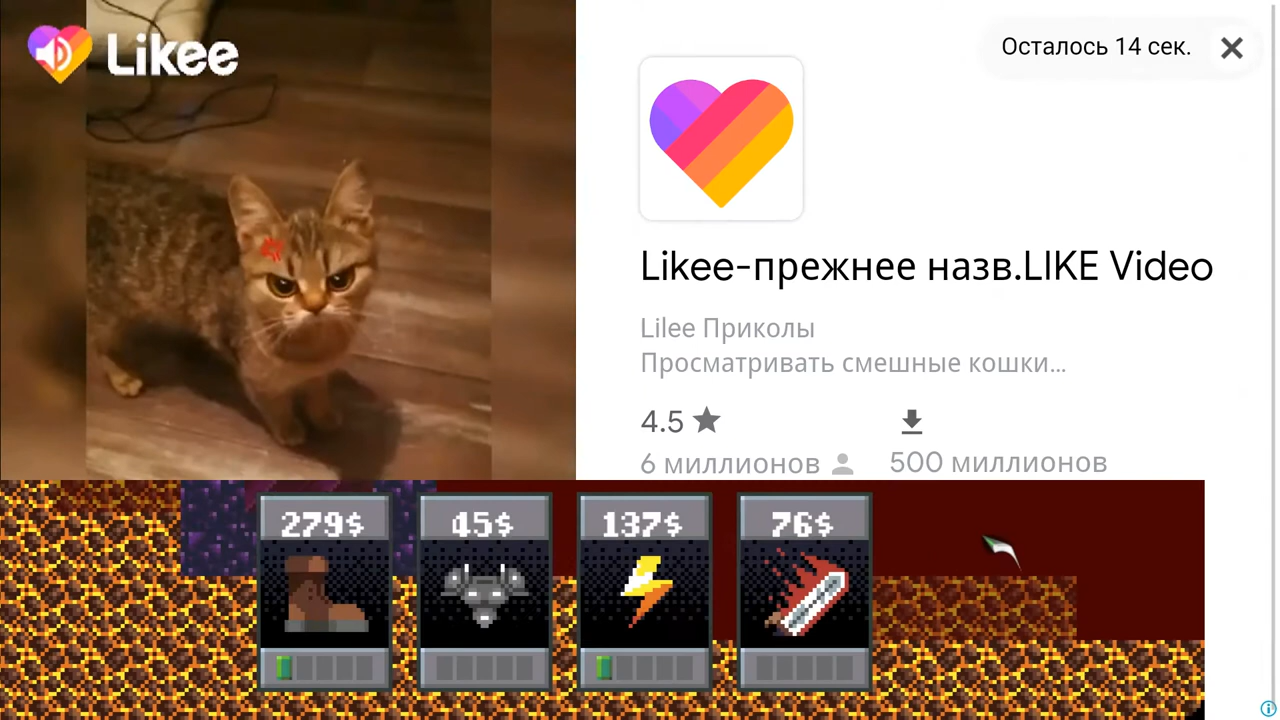 Likee
Осталось 14 сек.
Likee-прежнее назв.LIKE Video
Lilee Приколы
Просматривать смешные кошки...
4.5
6 миллионов
500 миллионов
279$
45$
137$
76$